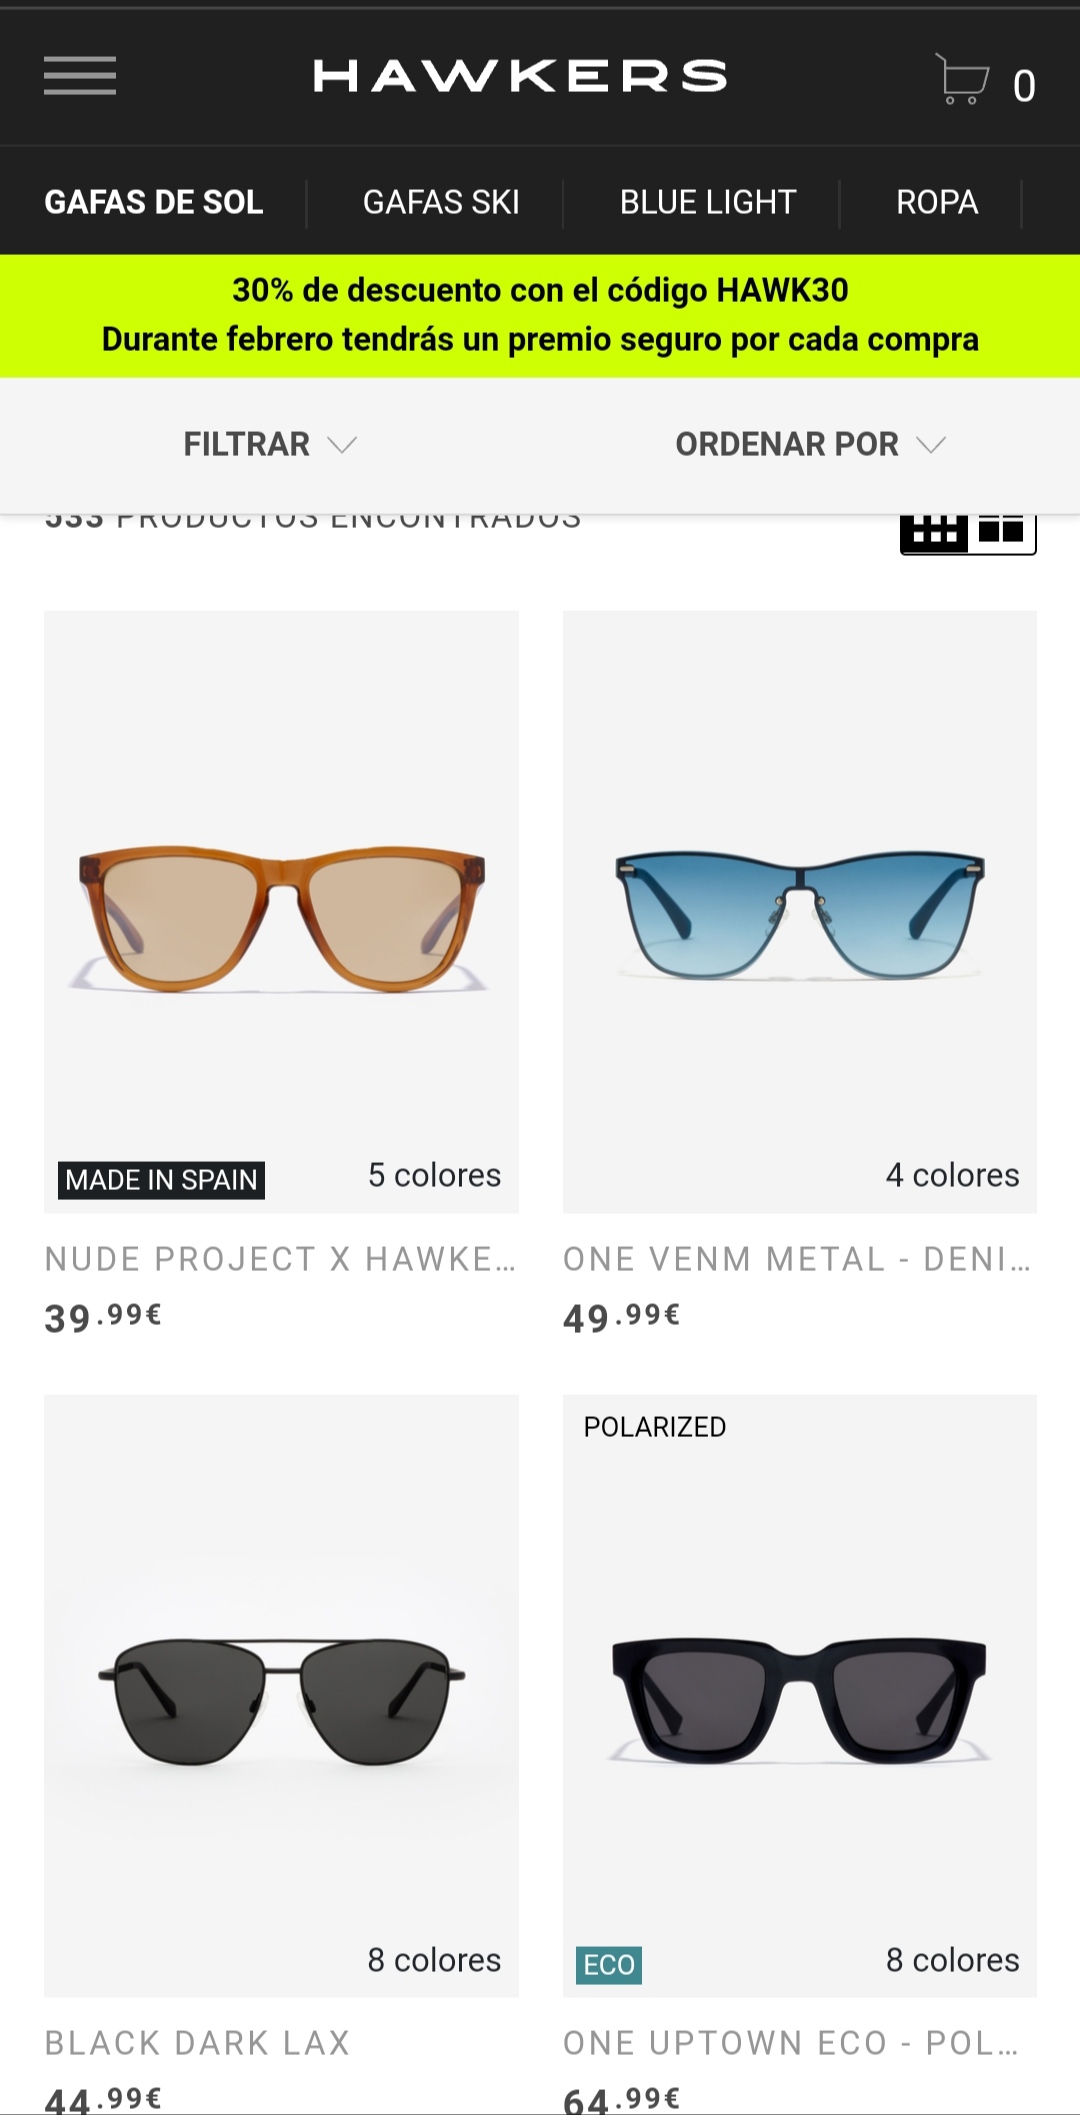 HAWKERS
0
GAFAS DE SOL
GAFAS SKI
BLUE LIGHT
ROPA
30% de descuento con el código HAWK30
Durante febrero tendrás un premio seguro por cada compra
FILTRAR
ORDENAR POR
533 PRODUCTOS ENCONTRADOS
MADE IN SPAIN
5 colores
4 colores
NUDE PROJECT X HAWKE...
ONE VENM METAL - DENI...
39.99€
49.99€
POLARIZED
8 colores
ECO
8 colores
BLACK DARK LAX
ONE UPTOWN ECO - POL...
44.99€
64.99€